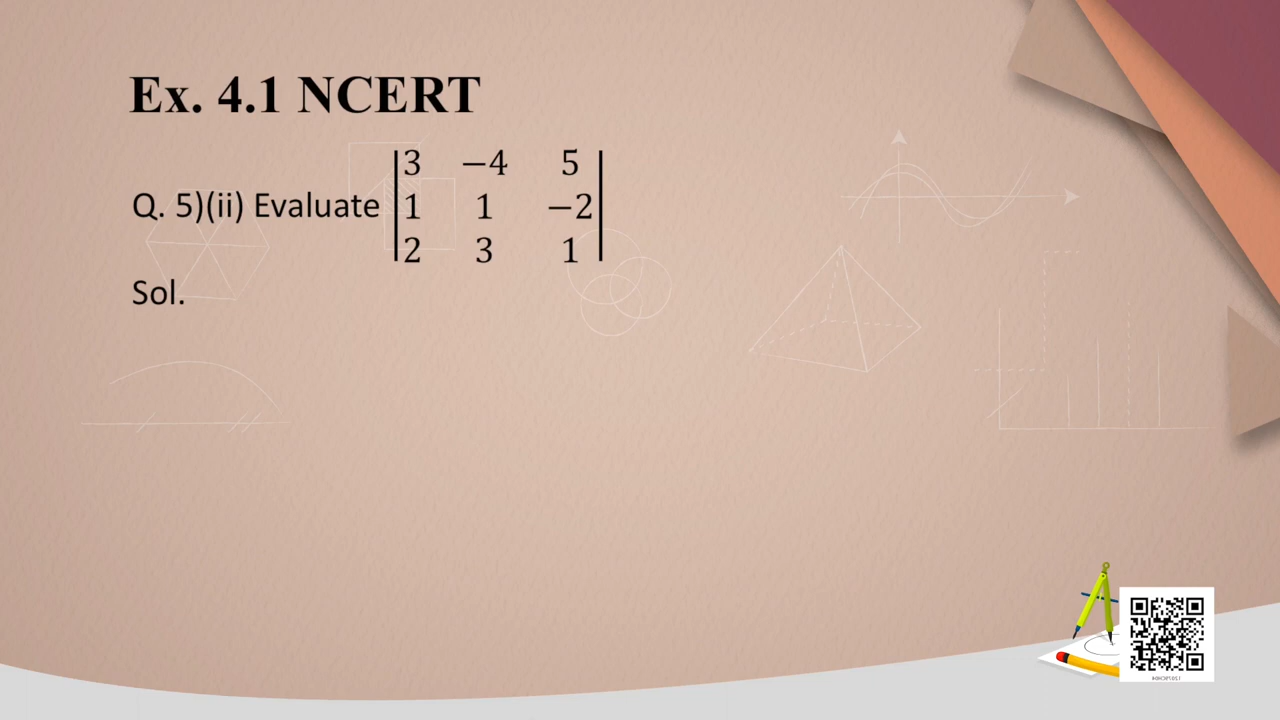 Ex. 4.1 NCERT
Q. 5)(ii) Evaluate |3 −4 5|
|1 1 −2|
|2 3 1|
Sol.